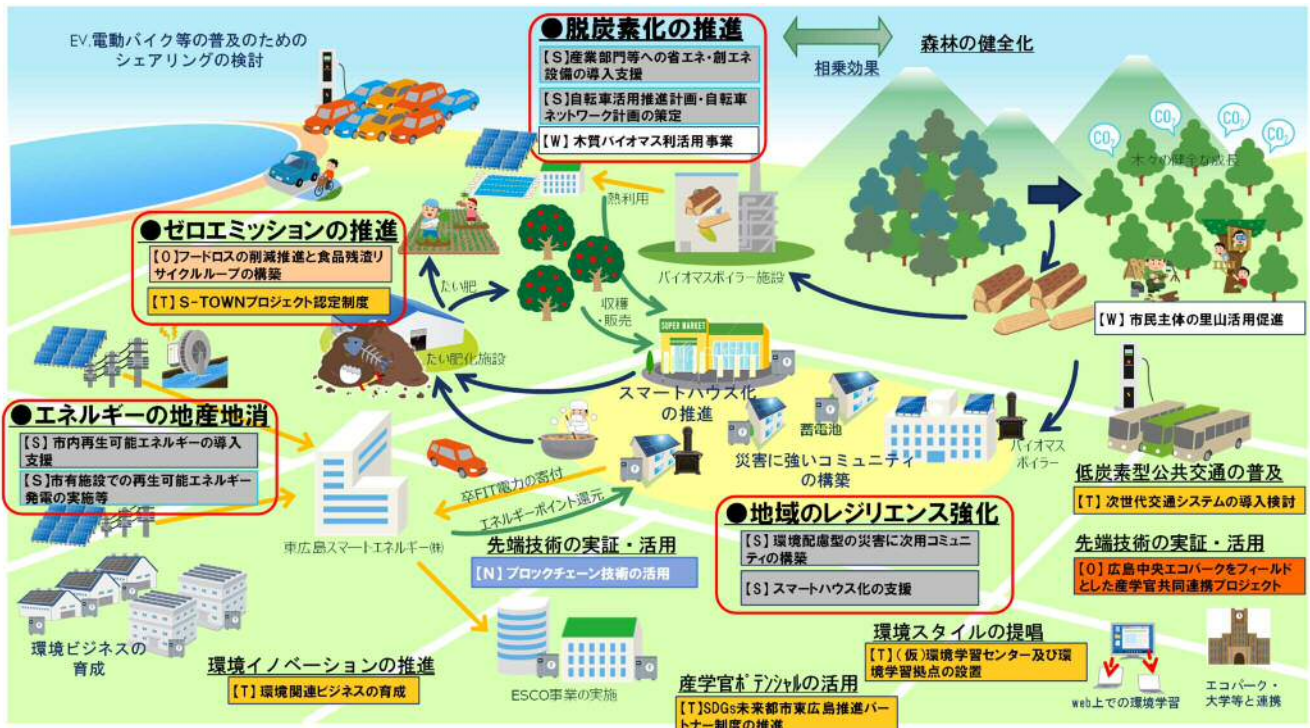 EV,電動バイク等の普及のための
シェアリングの検討
●脱炭素化の推進
【S】産業部門等への省エネ・創エネ
設備の導入支援
【S】自転車活用推進計画・自転車
ネットワーク計画の策定
【W】木質バイオマス利活用事業
相乗効果
森林の健全化
CO₂
CO₂
CO₂
CO₂
木々の健全な成長
熱利用
バイオマスボイラー施設
●ゼロエミッションの推進
【O】フードロスの削減推進と食品残渣リ
サイクルループの構築
【T】S-TOWNプロジェクト認定制度
たい肥
収穫
・販売
たい肥化施設
SUPER MARKET
スマートハウス化
の推進
【W】市民主体の里山活用促進
●エネルギーの地産地消
【S】市内再生可能エネルギーの導入
支援
【S】市有施設での再生可能エネルギー
発電の実施等
蓄電池
災害に強いコミュニティ
の構築
バイオマス
ボイラー
低炭素型公共交通の普及
【T】次世代交通システムの導入検討
卒FIT電力の寄付
エネルギーポイント還元
東広島スマートエネルギー㈱
先端技術の実証・活用
【N】ブロックチェーン技術の活用
●地域のレジリエンス強化
【S】環境配慮型の災害に次用コミュニ
ティの構築
【S】スマートハウス化の支援
先端技術の実証・活用
【O】広島中央エコパークをフィールド
とした産学官共同連携プロジェクト
環境ビジネスの
育成
環境イノベーションの推進
【T】環境関連ビジネスの育成
ESCO事業の実施
環境スタイルの提唱
【T】(仮)環境学習センター及び環
境学習拠点の設置
産学官ポテンシャルの活用
【T】SDGs未来都市東広島推進パー
トナー制度の推進
web上での環境学習
エコパーク・
大学等と連携